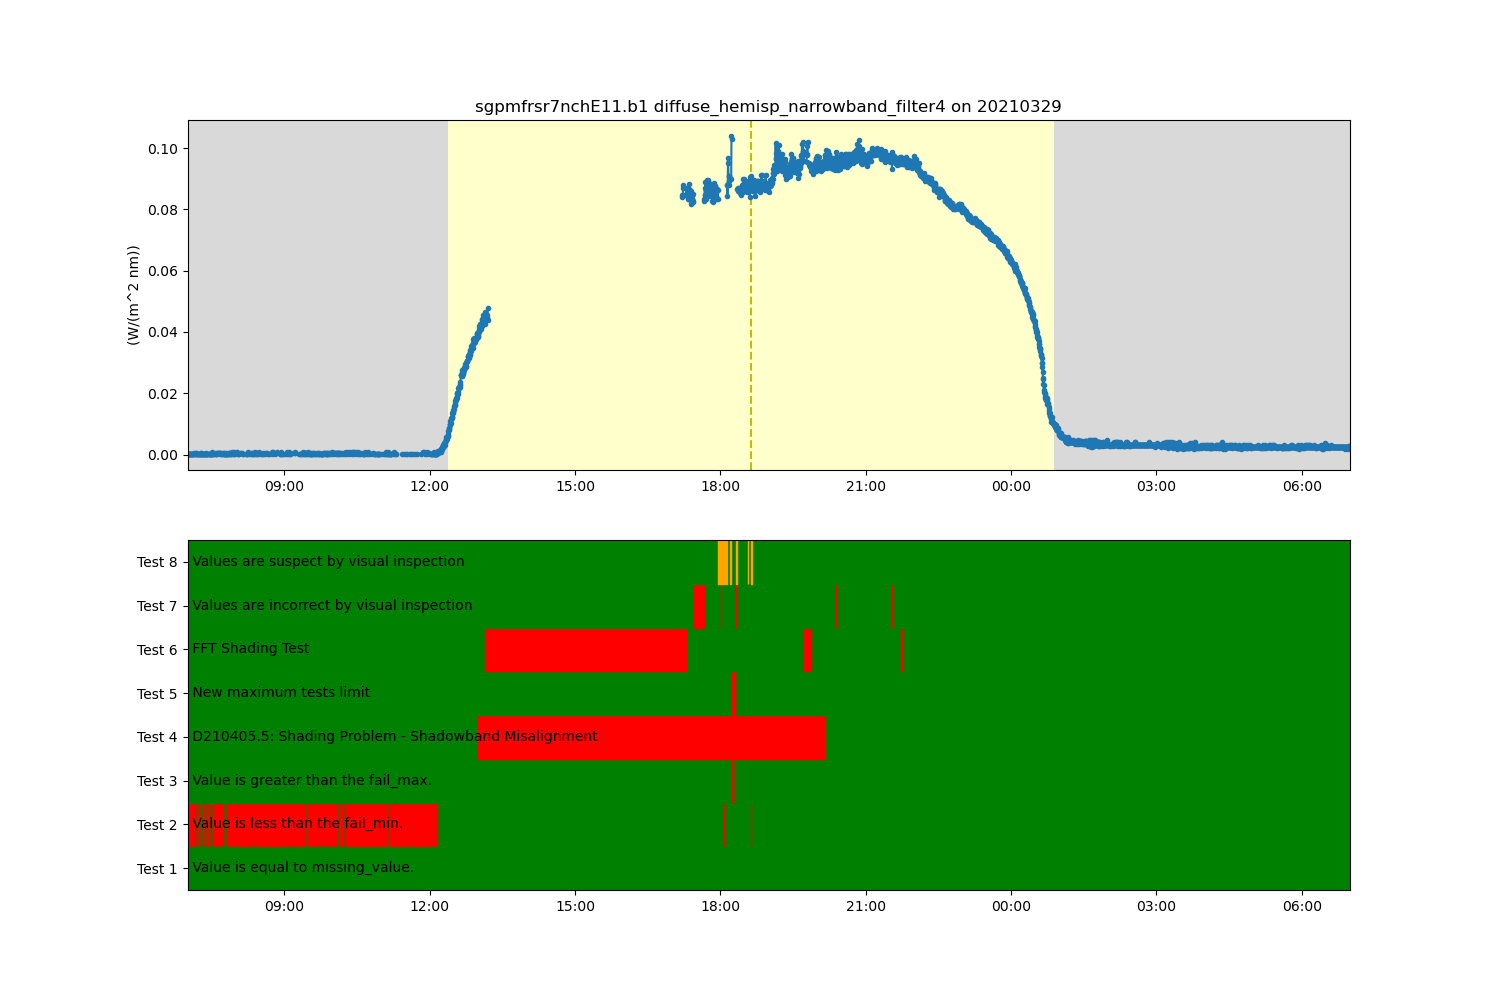 sgpmfrsr7nchE11.b1 diffuse_hemisp_narrowband_filter4 on 20210329
(W/(m^2 nm))
0.10
0.08
0.06
0.04
0.02
0.00
09:00 12:00 15:00 18:00 21:00 00:00 03:00 06:00
Test 8 Values are suspect by visual inspection
Test 7 Values are incorrect by visual inspection
Test 6 FFT Shading Test
Test 5 New maximum tests limit
Test 4 D210405.5: Shading Problem - Shadowband Misalignment
Test 3 Value is greater than the fail_max.
Test 2 Value is less than the fail_min.
Test 1 Value is equal to missing_value.
09:00 12:00 15:00 18:00 21:00 00:00 03:00 06:00